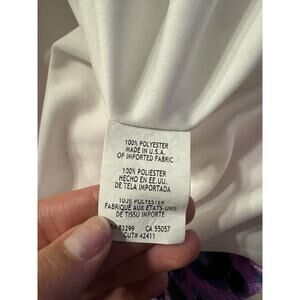 100% POLYESTER
MADE IN U.S.A.
OF IMPORTED FABRIC
100% POLIESTER
HECHO EN EE.UU.
DE TELA IMPORTADA
100% POLYESTER
FABRIQUÉ AUX ÉTATS-UNIS
DE TISSU IMPORTÉ
83299 CA 55057
CUT# 42411